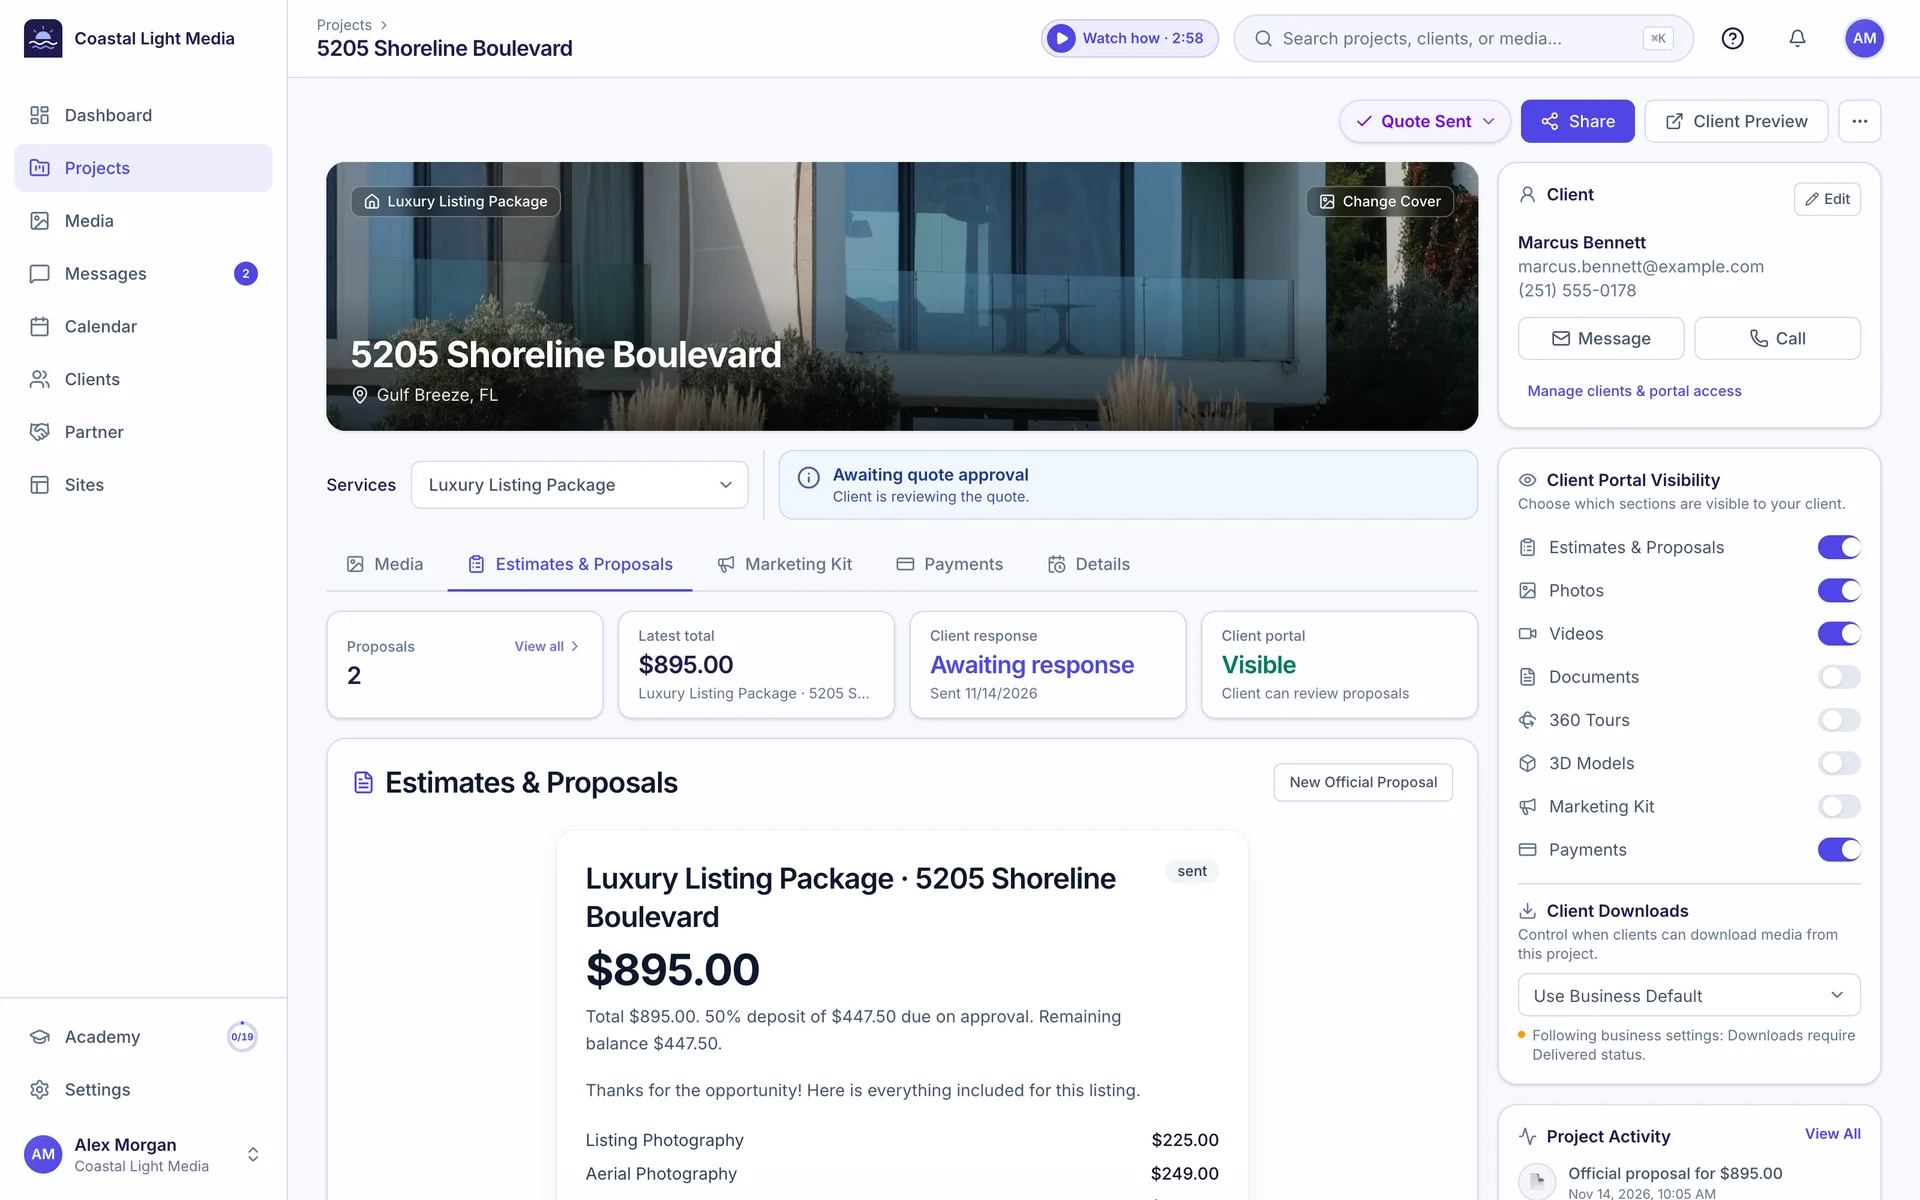 Coastal Light Media
Dashboard
Projects
Media
Messages
2
Calendar
Clients
Partner
Sites
Academy
0/19
Settings
AM
Alex Morgan
Coastal Light Media
Projects
5205 Shoreline Boulevard
Watch how · 2:58
Search projects, clients, or media...
⌘K
AM
Quote Sent
Share
Client Preview
Luxury Listing Package
Change Cover
5205 Shoreline Boulevard
Gulf Breeze, FL
Services
Luxury Listing Package
Awaiting quote approval
Client is reviewing the quote.
Media
Estimates & Proposals
Marketing Kit
Payments
Details
Proposals
View all
2
Latest total
$895.00
Luxury Listing Package · 5205 S...
Client response
Awaiting response
Sent 11/14/2026
Client portal
Visible
Client can review proposals
Estimates & Proposals
New Official Proposal
Luxury Listing Package · 5205 Shoreline
Boulevard
sent
$895.00
Total $895.00. 50% deposit of $447.50 due on approval. Remaining
balance $447.50.
Thanks for the opportunity! Here is everything included for this listing.
Listing Photography $225.00
Aerial Photography $249.00
Client
Edit
Marcus Bennett
marcus.bennett@example.com
(251) 555-0178
Message
Call
Manage clients & portal access
Client Portal Visibility
Choose which sections are visible to your client.
Estimates & Proposals
Photos
Videos
Documents
360 Tours
3D Models
Marketing Kit
Payments
Client Downloads
Control when clients can download media from
this project.
Use Business Default
Following business settings: Downloads require
Delivered status.
Project Activity
View All
Official proposal for $895.00
Nov 14, 2026, 10:05 AM